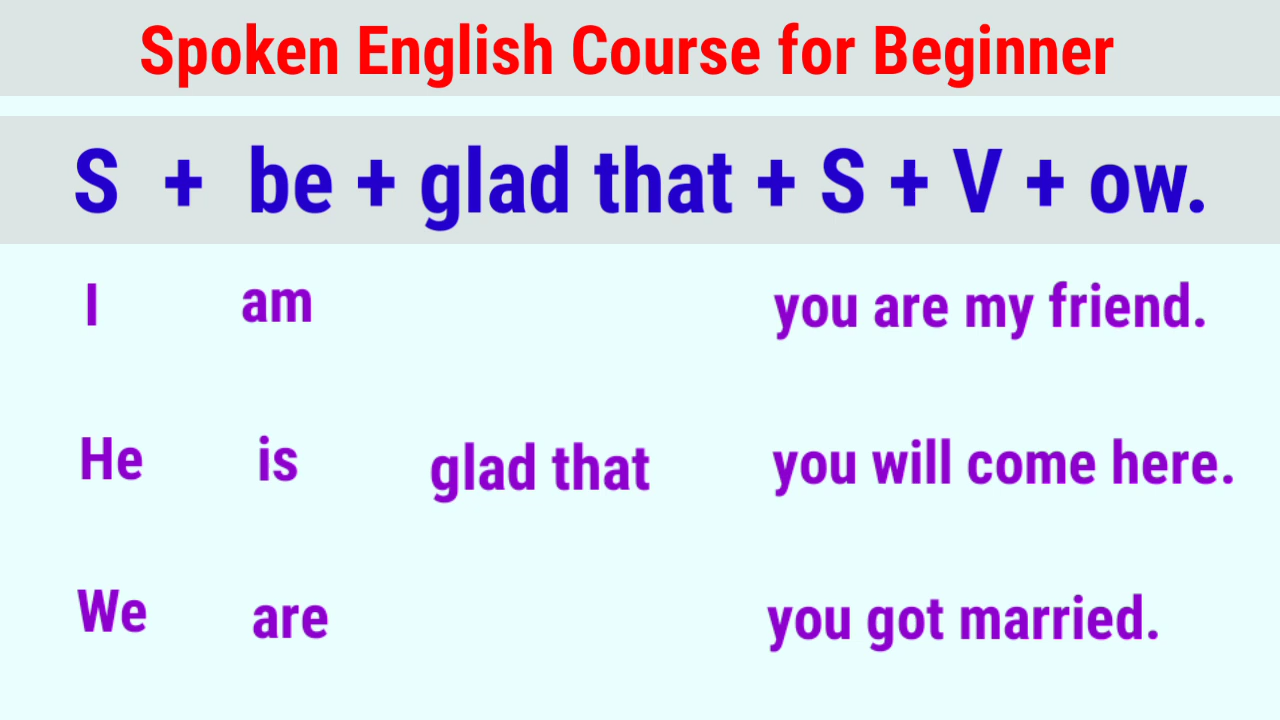 Spoken English Course for Beginner
S + be + glad that + S + V + ow.
I am you are my friend.
He is glad that you will come here.
We are you got married.